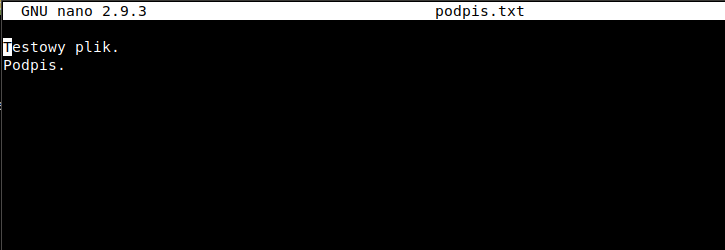 GNU nano 2.9.3 podpis.txt
Testowy plik.
Podpis.